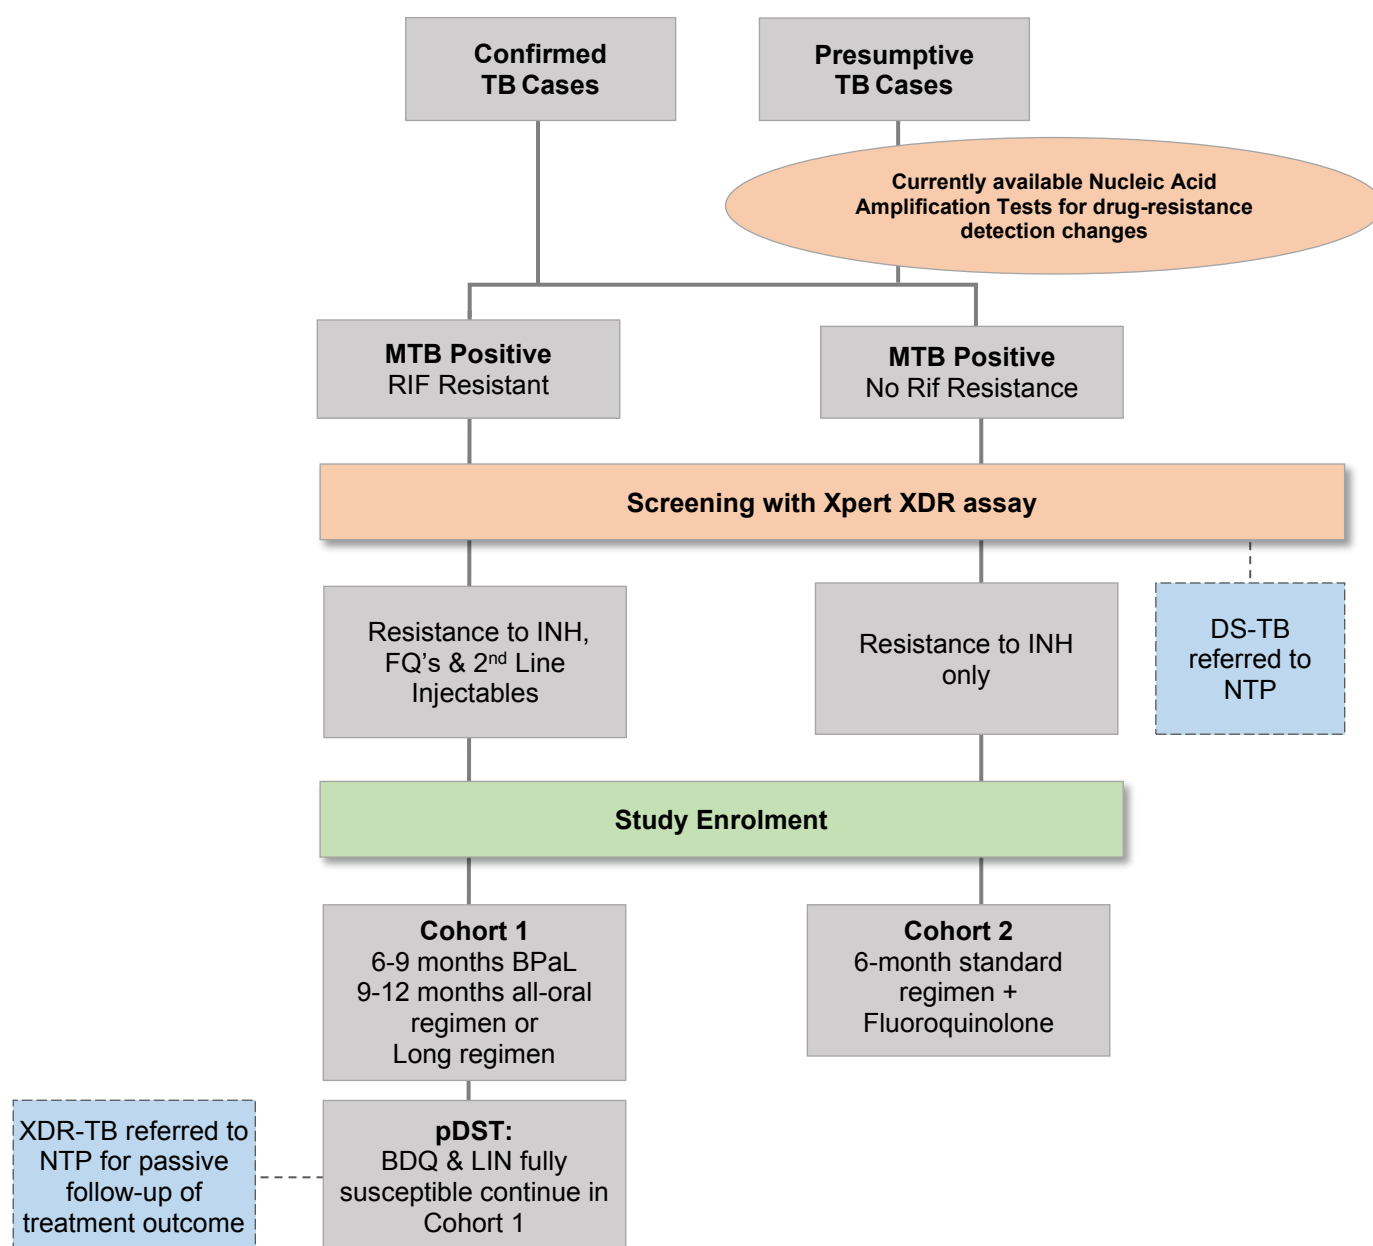 Confirmed
TB Cases
Presumptive
TB Cases
Currently available Nucleic Acid
Amplification Tests for drug-resistance
detection changes
MTB Positive
RIF Resistant
MTB Positive
No Rif Resistance
Screening with Xpert XDR assay
Resistance to INH,
FQ's & 2nd Line
Injectables
Resistance to INH
only
DS-TB
referred to
NTP
Study Enrolment
Cohort 1
6-9 months BPaL
9-12 months all-oral
regimen or
Long regimen
Cohort 2
6-month standard
regimen +
Fluoroquinolone
XDR-TB referred to
NTP for passive
follow-up of
treatment outcome
pDST:
BDQ & LIN fully
susceptible continue in
Cohort 1